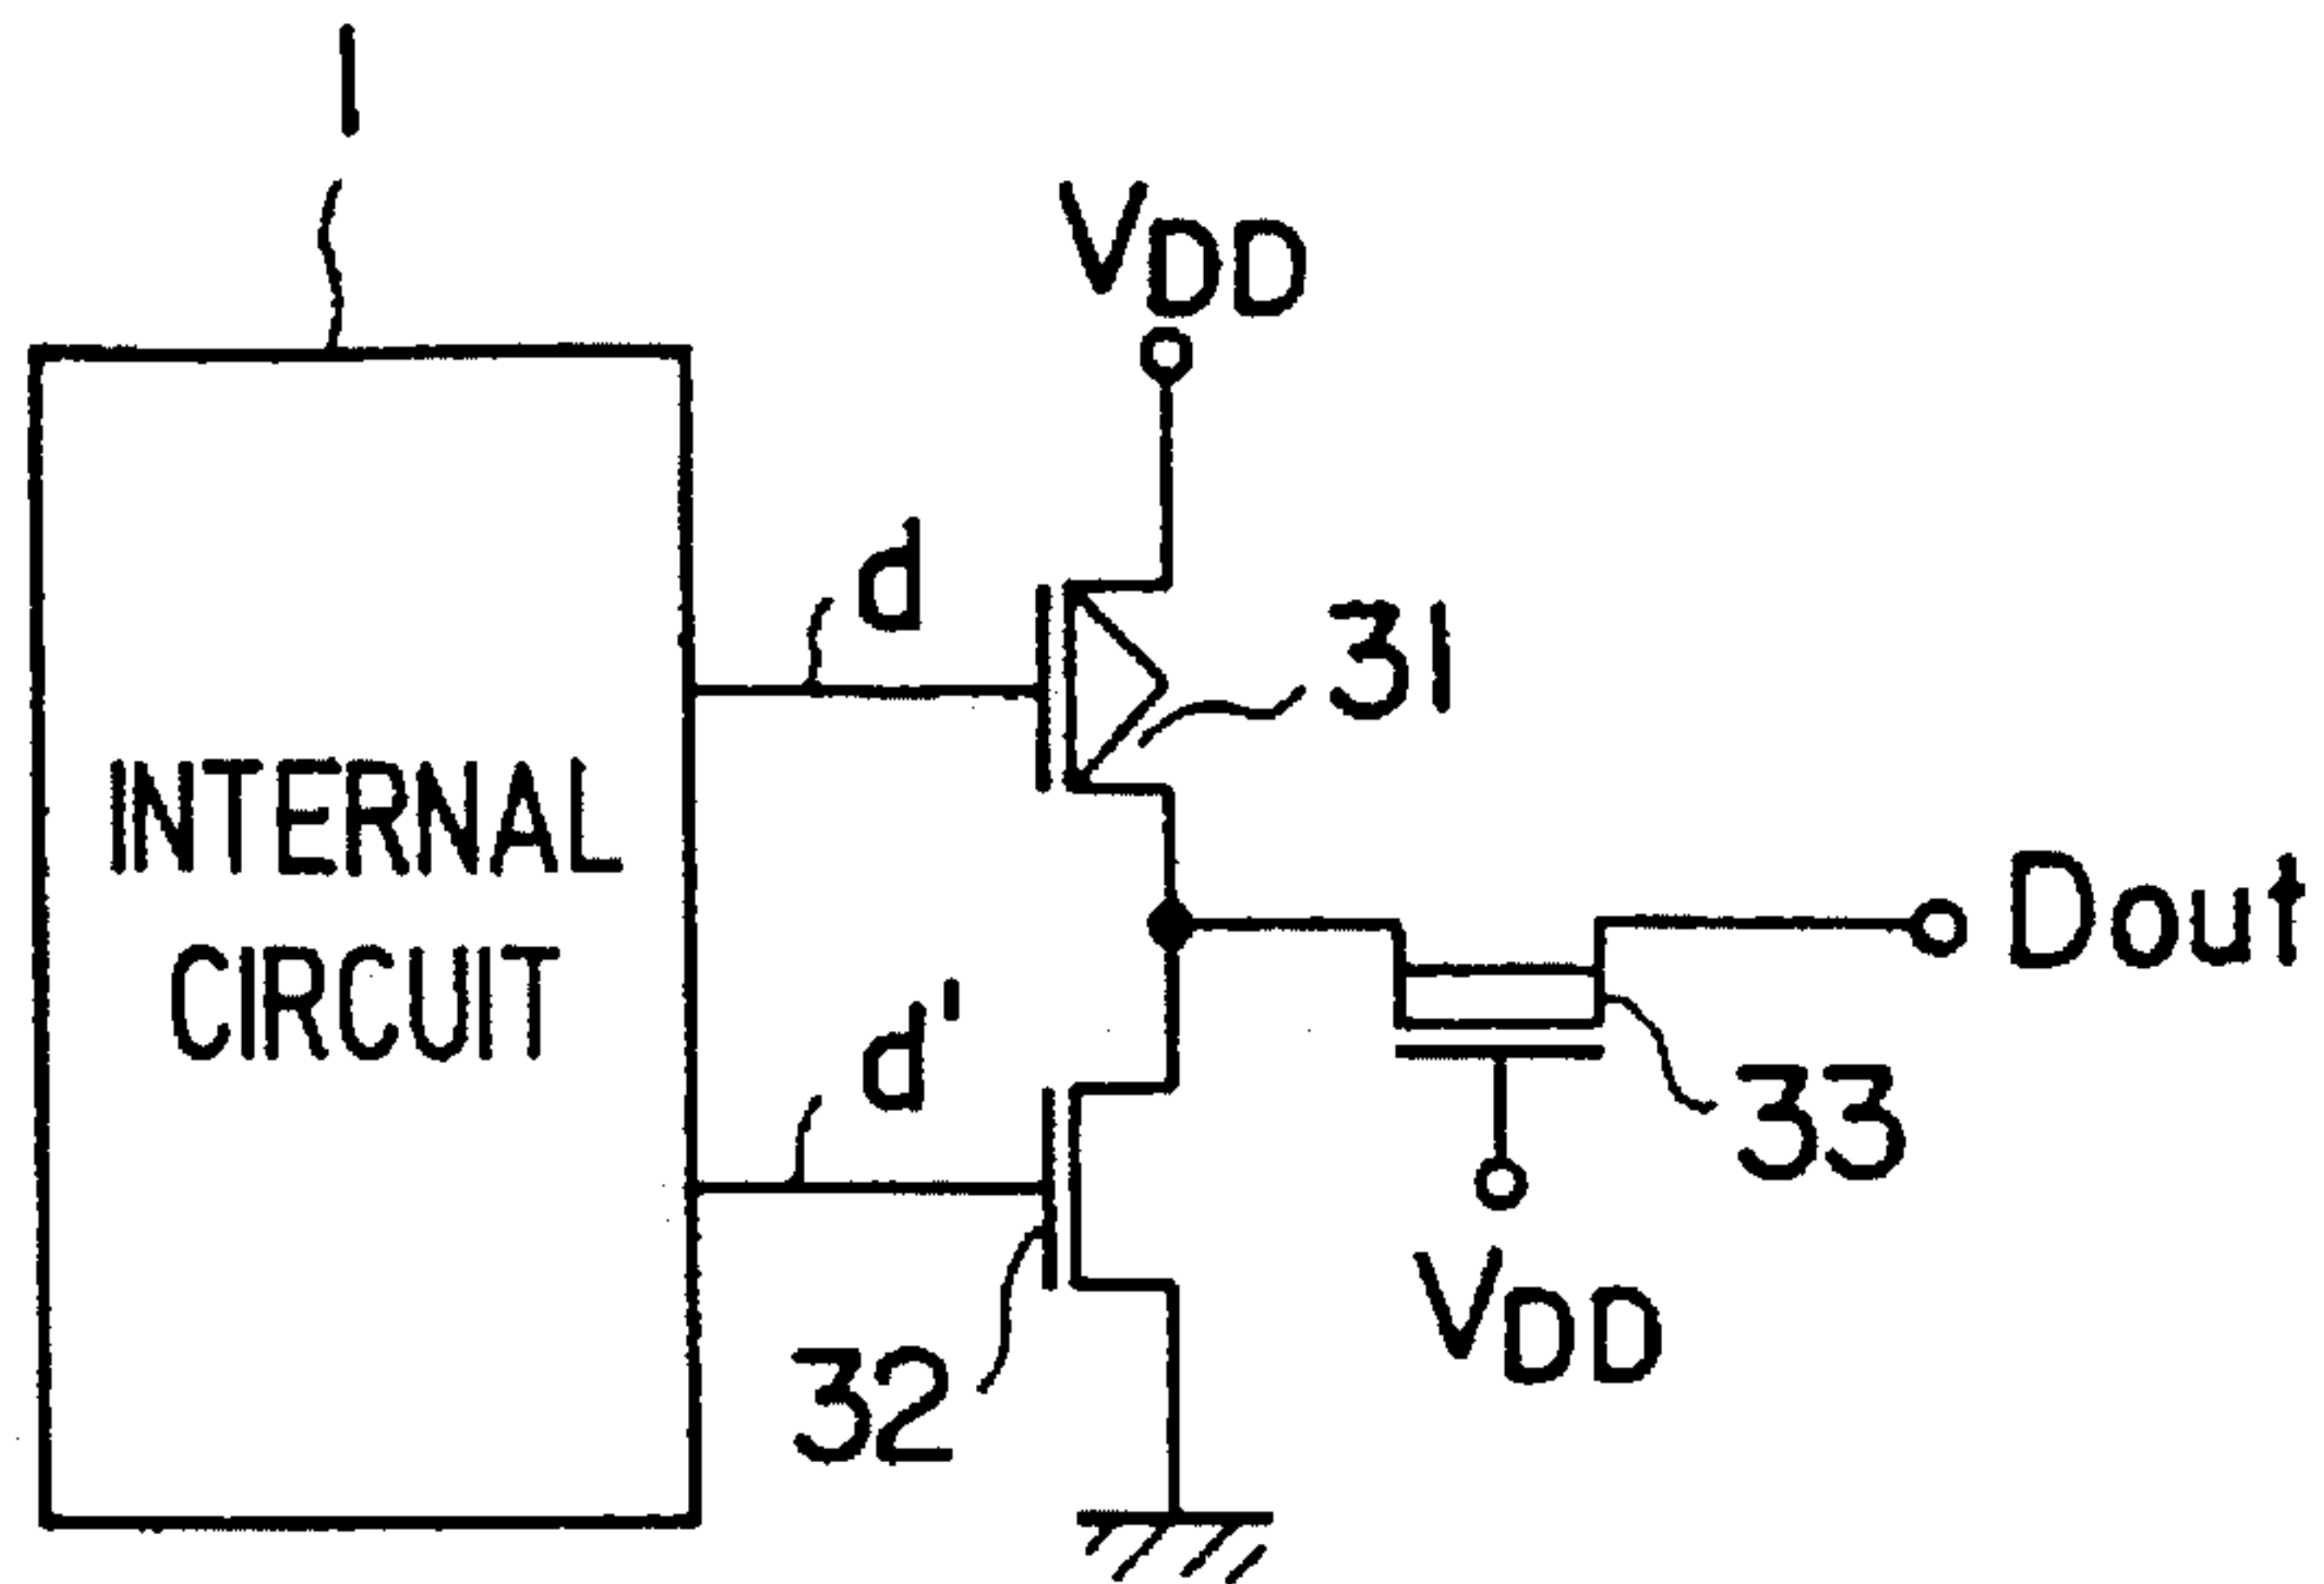 1
VDD
d
31
INTERNAL
CIRCUIT
Dout
d'
33
VDD
32